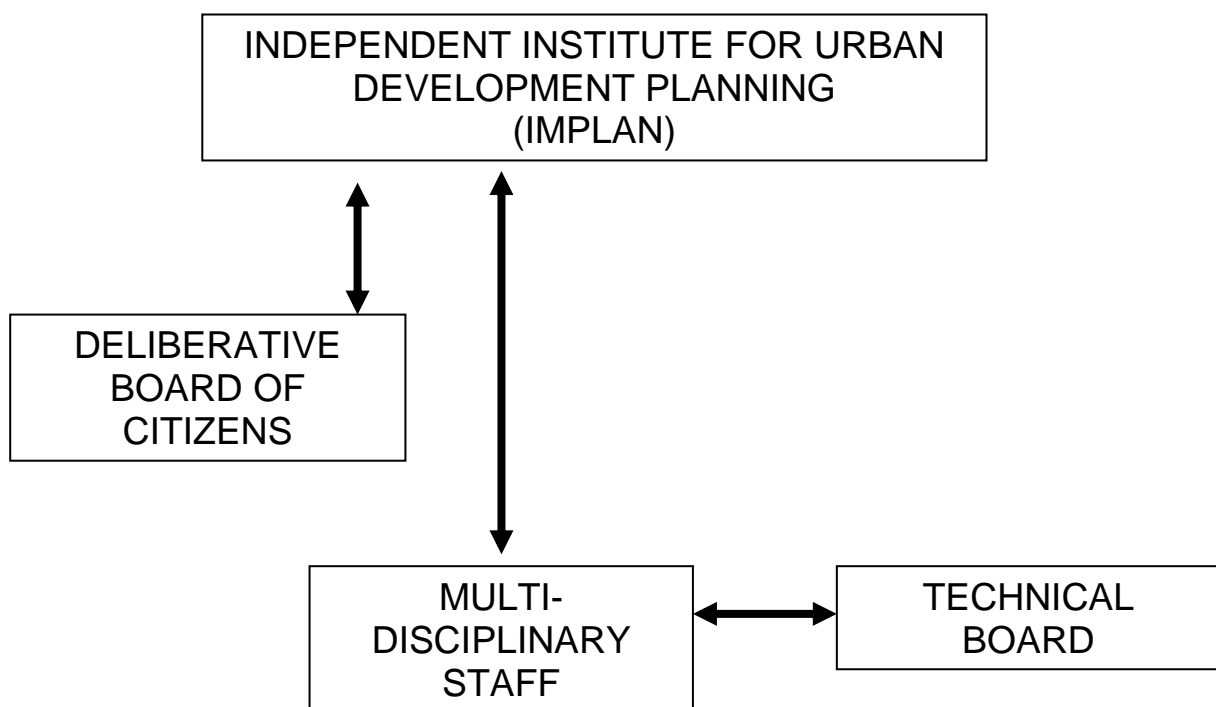 INDEPENDENT INSTITUTE FOR URBAN
DEVELOPMENT PLANNING
(IMPLAN)
DELIBERATIVE
BOARD OF
CITIZENS
MULTI-
DISCIPLINARY
STAFF
TECHNICAL
BOARD